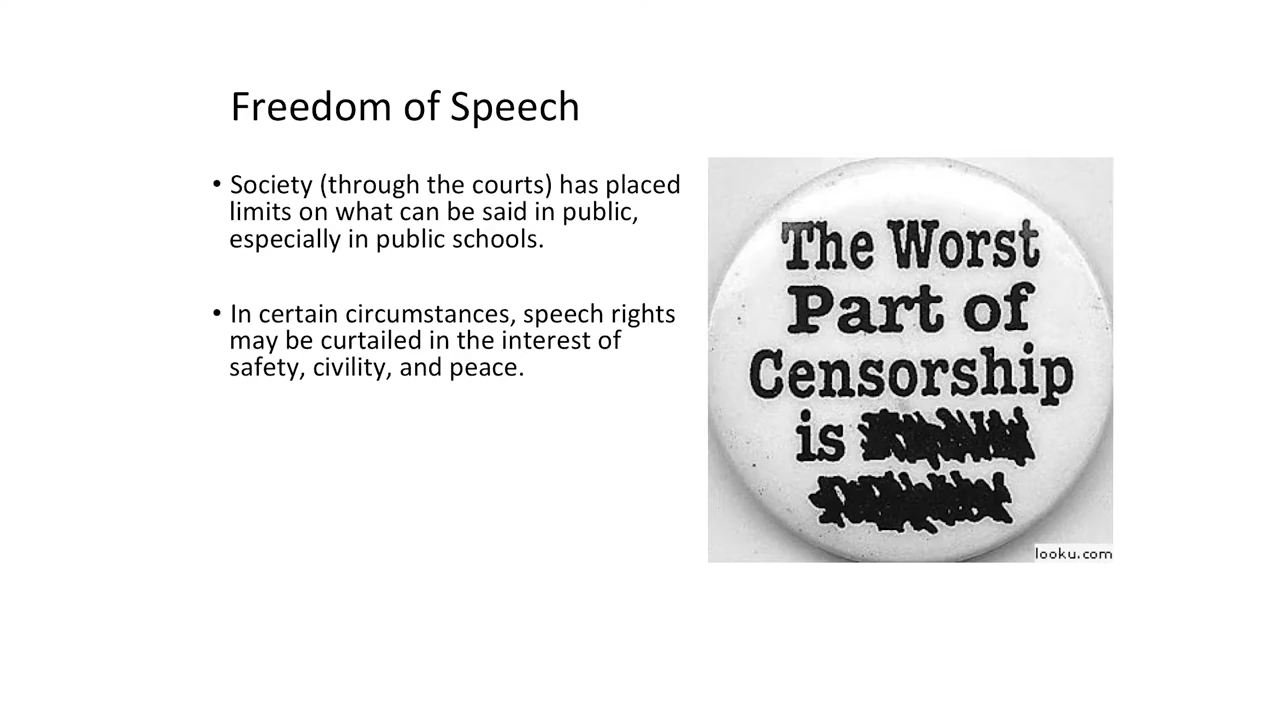 Freedom of Speech
• Society (through the courts) has placed
limits on what can be said in public,
especially in public schools.
• In certain circumstances, speech rights
may be curtailed in the interest of
safety, civility, and peace.
The Worst
Part of
Censorship
is
looku.com